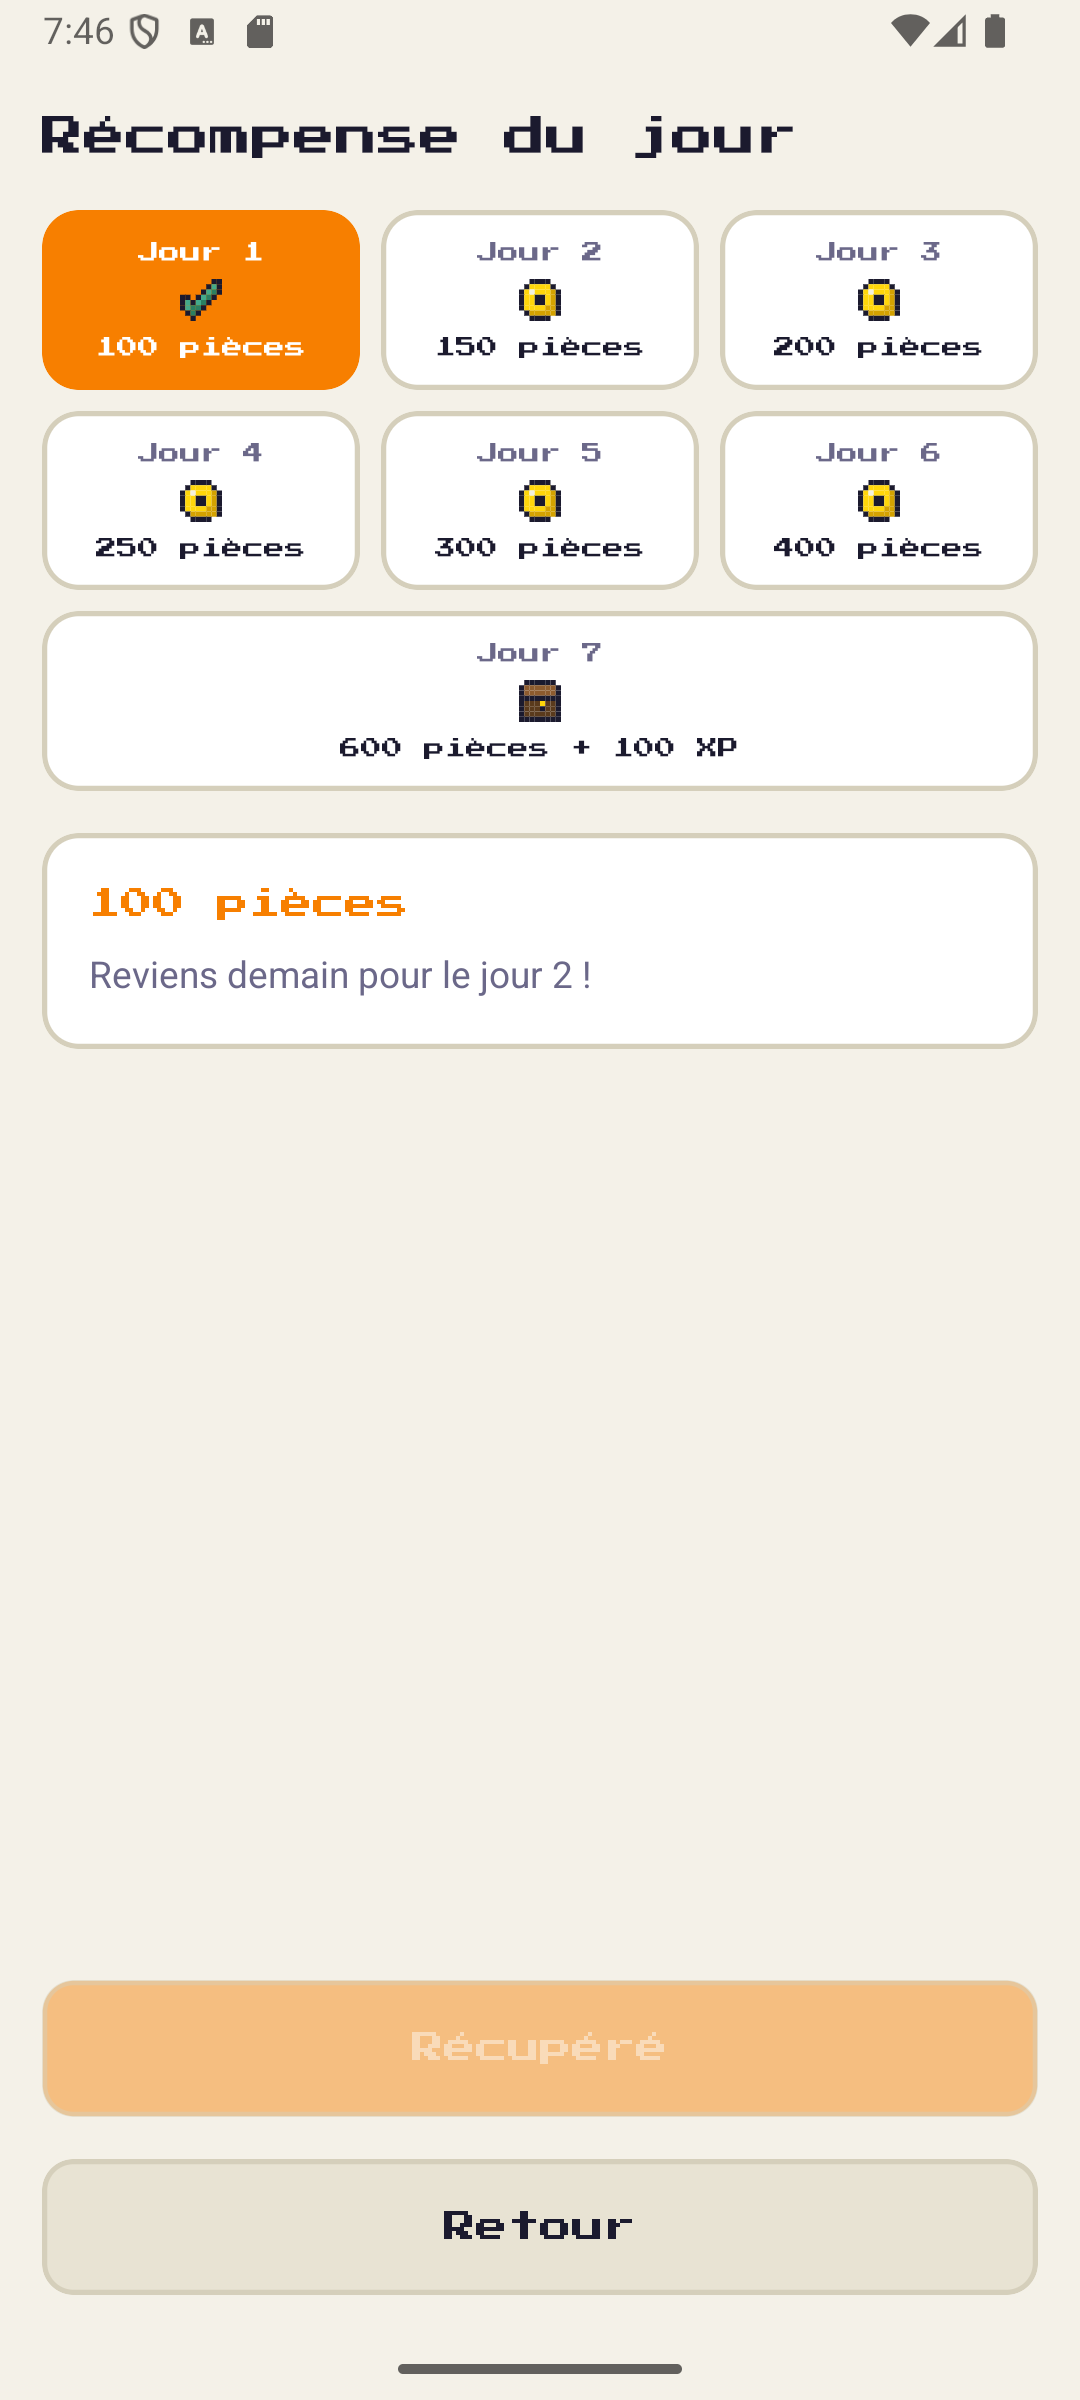 7:46
Récompense du jour
Jour 1
100 pièces
Jour 2
150 pièces
Jour 3
200 pièces
Jour 4
250 pièces
Jour 5
300 pièces
Jour 6
400 pièces
Jour 7
600 pièces + 100 XP
100 pièces
Reviens demain pour le jour 2 !
Récupéré
Retour